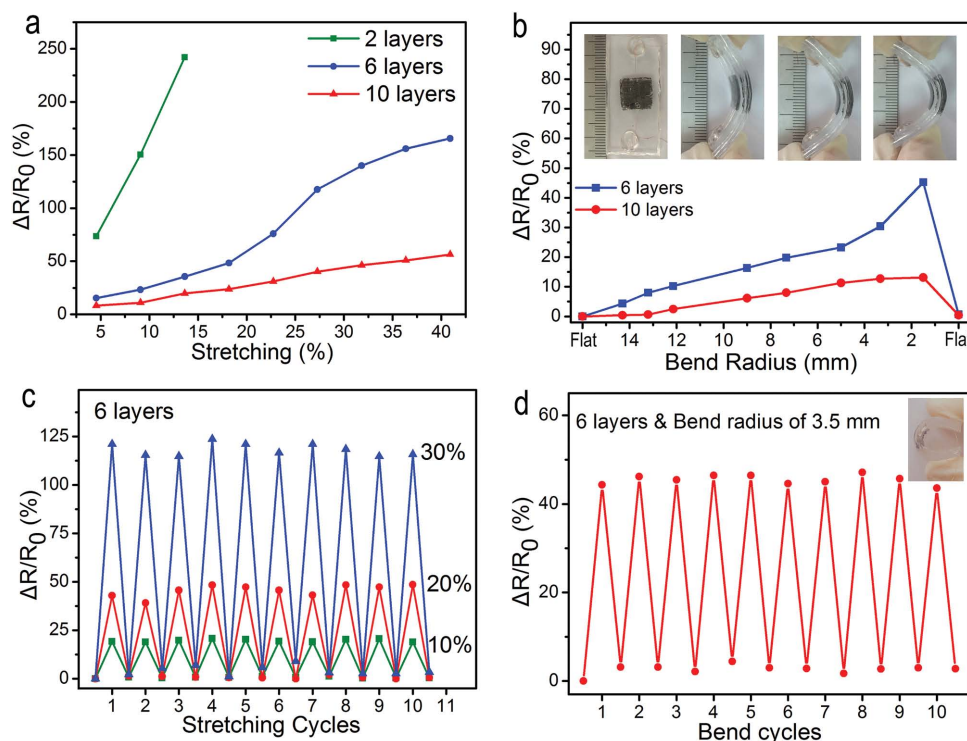 a
2 layers
6 layers
10 layers
ΔR/R0 (%)
250
200
150
100
50
0
5 10 15 20 25 30 35 40
Stretching (%)
b
ΔR/R0 (%)
90
80
70
60
50
40
30
20
10
0
6 layers
10 layers
Flat 14 12 10 8 6 4 2 Fla
Bend Radius (mm)
c
6 layers
30%
20%
10%
ΔR/R0 (%)
125
100
75
50
25
0
1 2 3 4 5 6 7 8 9 10 11
Stretching Cycles
d
6 layers & Bend radius of 3.5 mm
ΔR/R0 (%)
60
40
20
0
1 2 3 4 5 6 7 8 9 10
Bend cycles